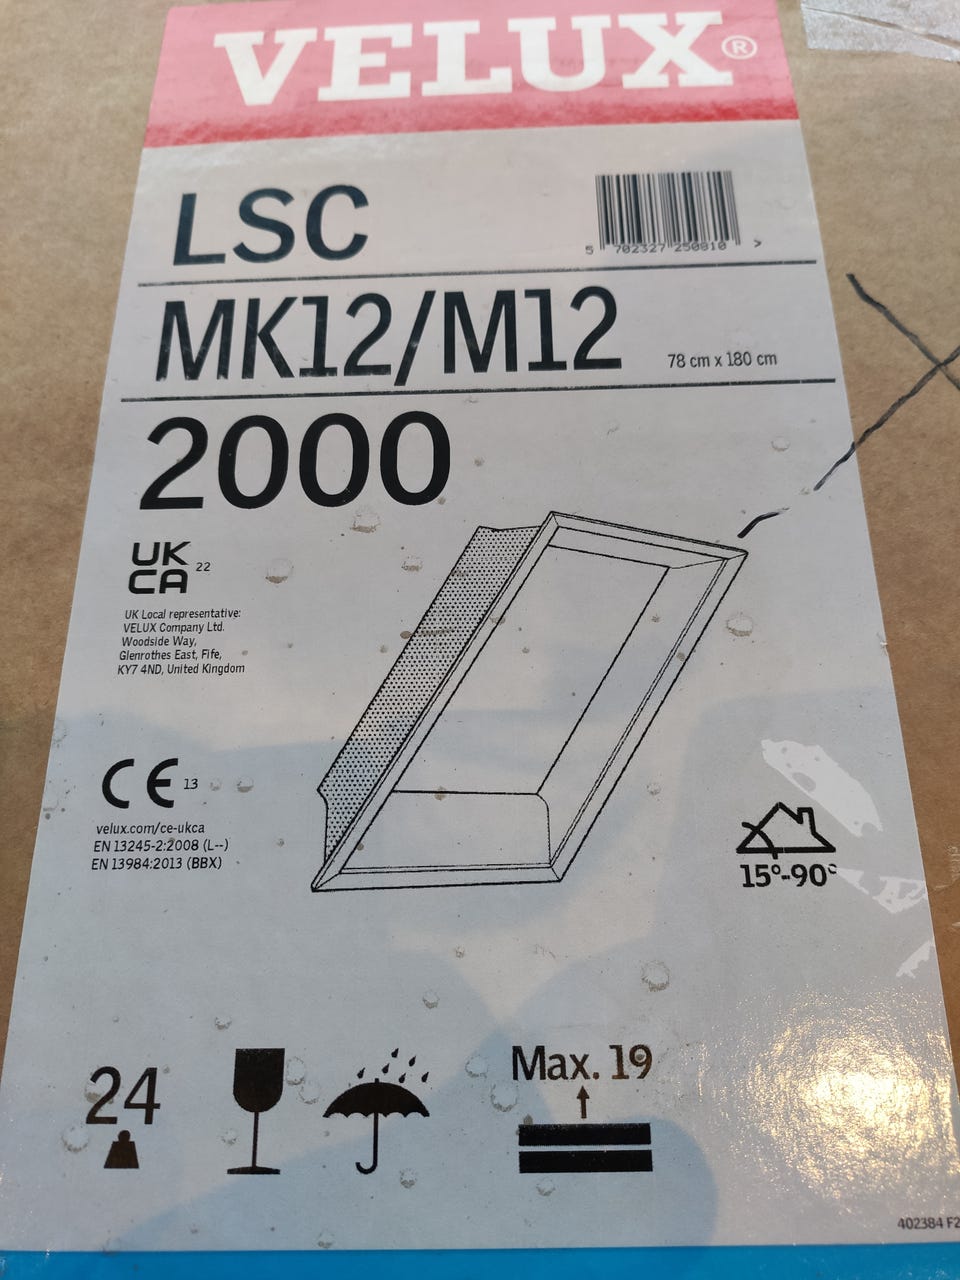 VELUX®
LSC
5 702327 250810 >
MK12/M12 78 cm x 180 cm
2000
UK
CA 22
UK Local representative:
VELUX Company Ltd.
Woodside Way,
Glenrothes East, Fife,
KY7 4ND, United Kingdom
CE 13
velux.com/ce-ukca
EN 13245-2:2008 (L--)
EN 13984:2013 (BBX)
15°-90°
24
Max. 19
402384 F2